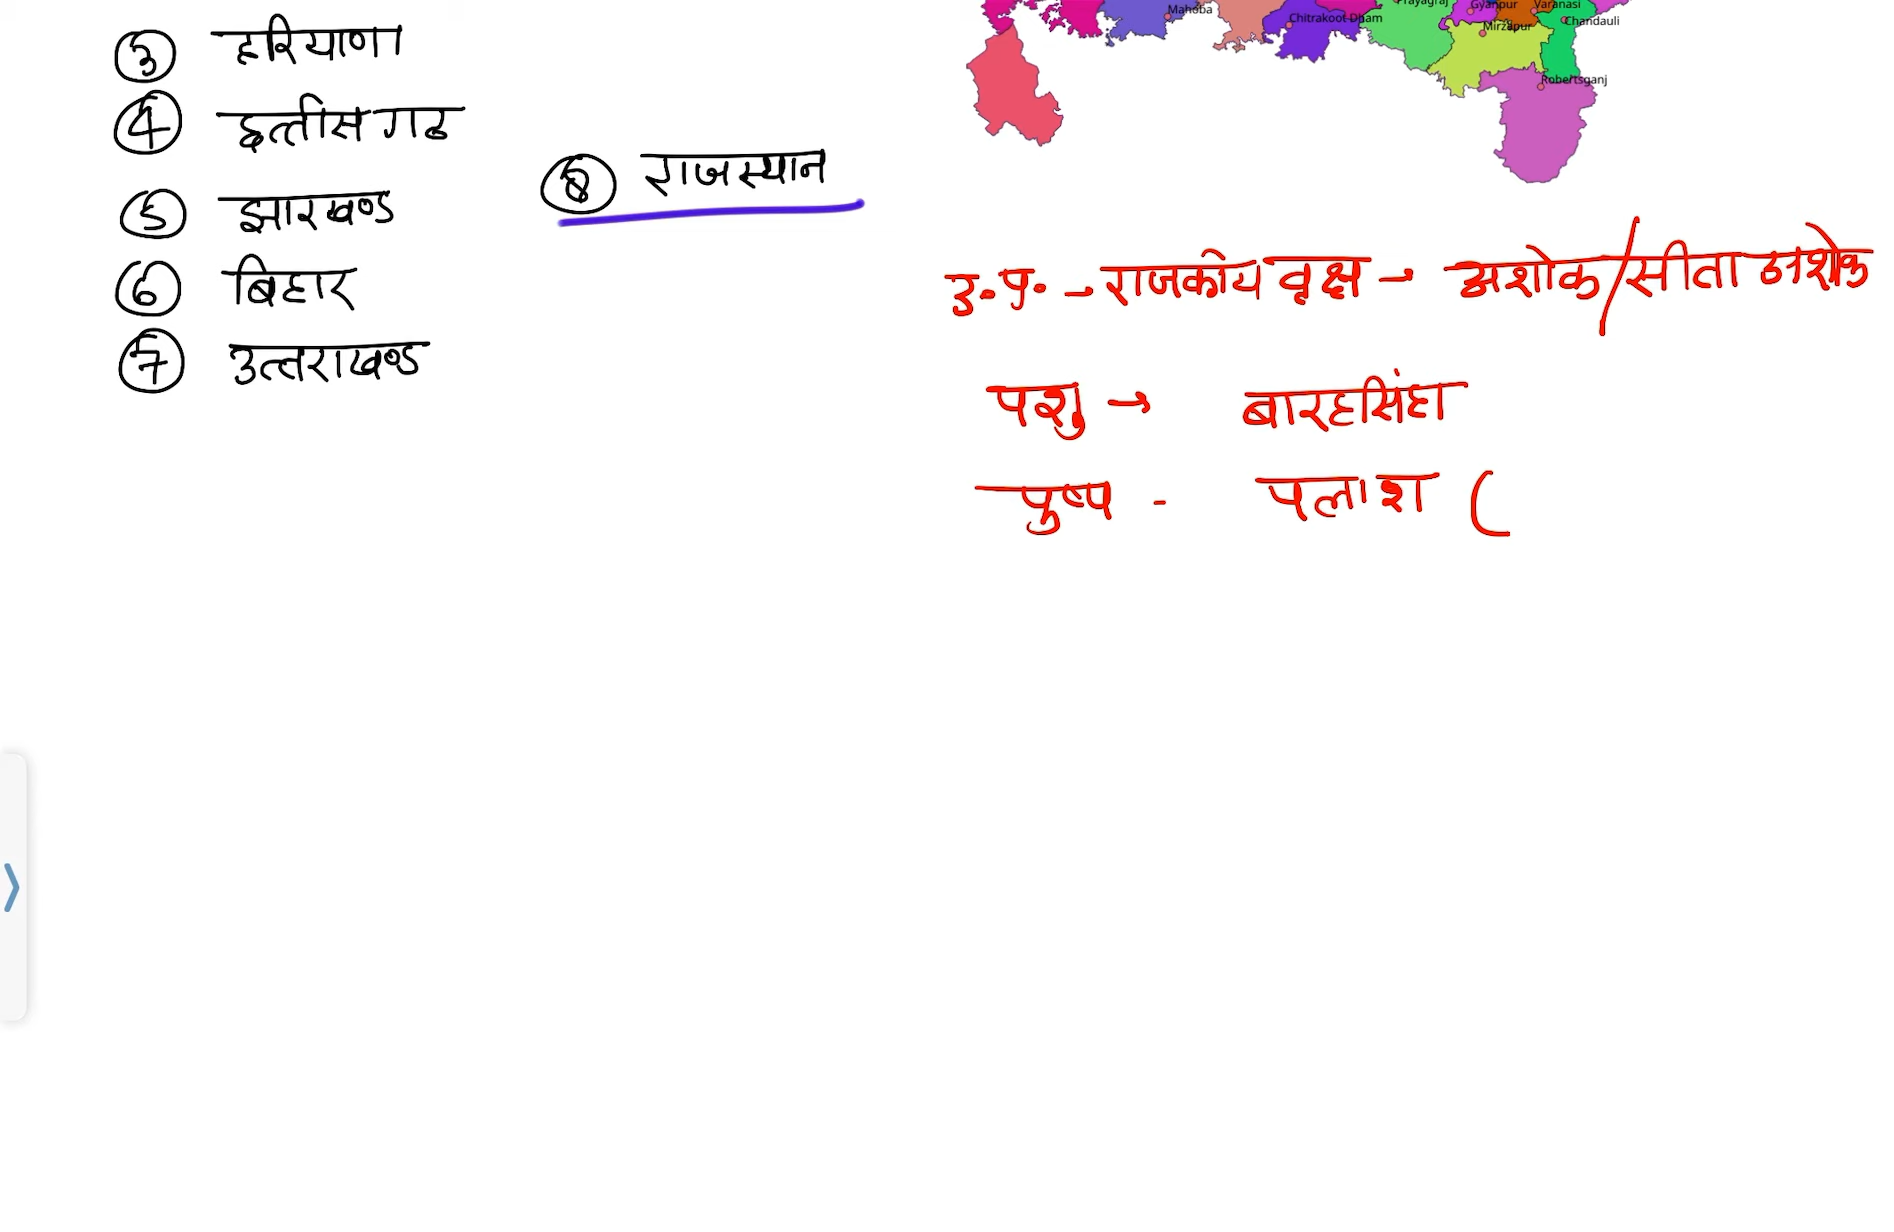 ③ हरियाणा
④ छत्तीसगढ
⑤ झारखण्ड
⑥ बिहार
⑦ उत्तराखण्ड
⑧ राजस्थान
Mahoba
Chitrakoot Dham
Prayagraj
Gyanpur
Varanasi
Chandauli
Mirzapur
Robertsganj
उ.प्र. - राजकीय वृक्ष → अशोक/सीता अशोक
पशु → बारहसिंहा
पुष्प - पलाश (